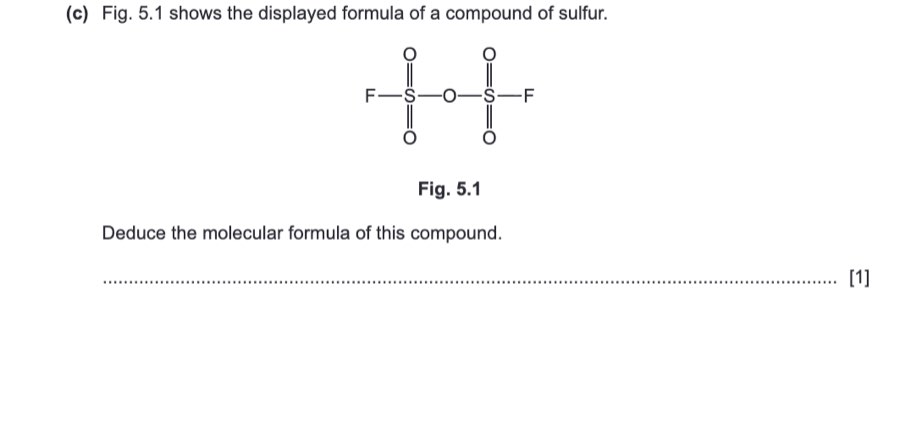 (c) Fig. 5.1 shows the displayed formula of a compound of sulfur.
O O
F—S—O—S—F
O O
Fig. 5.1
Deduce the molecular formula of this compound.
.......................................................................................................................................... [1]